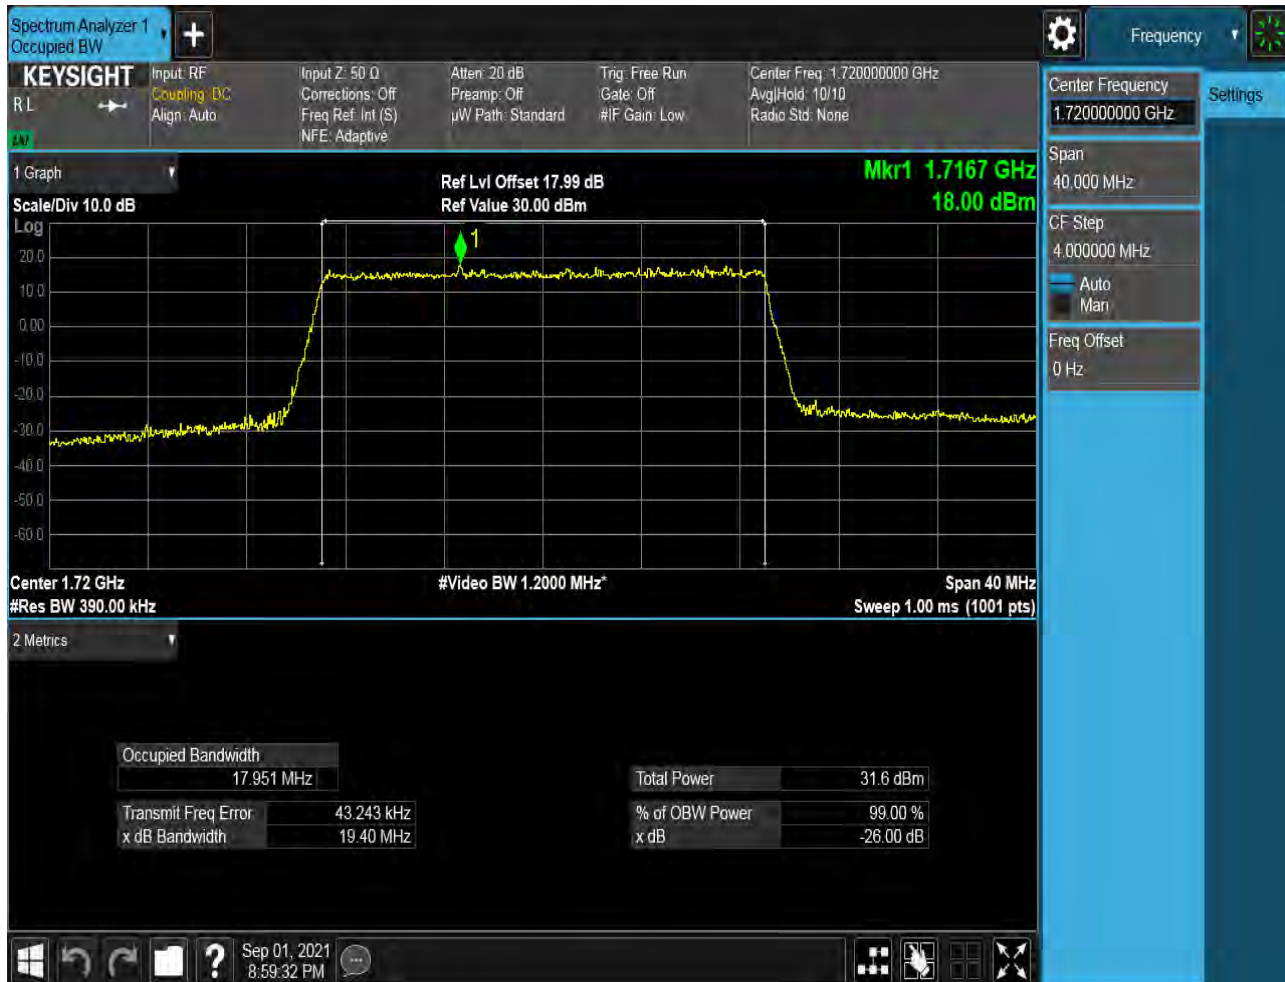 Spectrum Analyzer 1
Occupied BW
Frequency
KEYSIGHT
R L
Input: RF
Coupling: DC
Align: Auto
Input Z: 50 Ω
Corrections: Off
Freq Ref: Int (S)
NFE: Adaptive
Atten: 20 dB
Preamp: Off
µW Path: Standard
Trig: Free Run
Gate: Off
#IF Gain: Low
Center Freq: 1.720000000 GHz
Avg|Hold: 10/10
Radio Std: None
1 Graph
Scale/Div 10.0 dB
Ref Lvl Offset 17.99 dB
Ref Value 30.00 dBm
Mkr1 1.7167 GHz
18.00 dBm
Log
1
20.0
10.0
0.00
-10.0
-20.0
-30.0
-40.0
-50.0
-60.0
Center 1.72 GHz
#Res BW 390.00 kHz
#Video BW 1.2000 MHz*
Span 40 MHz
Sweep 1.00 ms (1001 pts)
2 Metrics
Occupied Bandwidth
17.951 MHz
Transmit Freq Error 43.243 kHz
x dB Bandwidth 19.40 MHz
Total Power 31.6 dBm
% of OBW Power 99.00 %
x dB -26.00 dB
Center Frequency
1.720000000 GHz
Settings
Span
40.000 MHz
CF Step
4.000000 MHz
Auto
Man
Freq Offset
0 Hz
?
Sep 01, 2021
8:59:32 PM